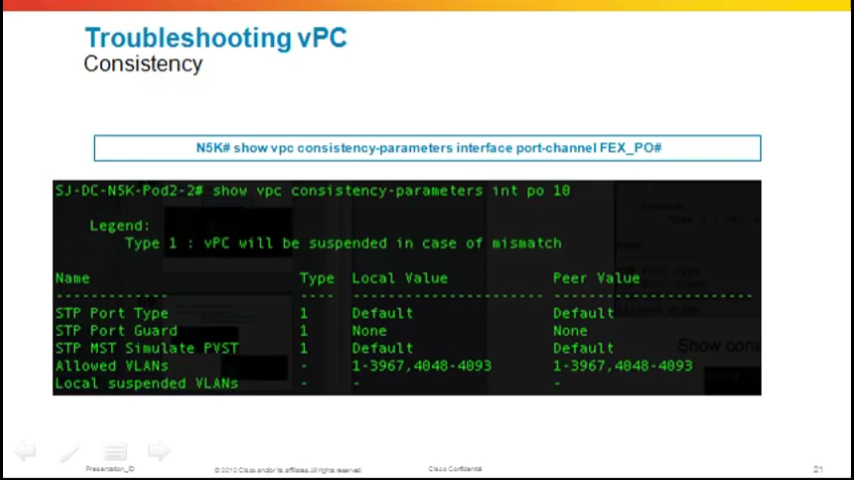 Troubleshooting vPC
Consistency
N5K# show vpc consistency-parameters interface port-channel FEX_PO#
SJ-DC-N5K-Pod2-2# show vpc consistency-parameters int po 10
Legend:
Type 1 : vPC will be suspended in case of mismatch
Name Type Local Value Peer Value
------------- ---- ---------------------- -----------------------
STP Port Type 1 Default Default
STP Port Guard 1 None None
STP MST Simulate PVST 1 Default Default
Allowed VLANs - 1-3967,4048-4093 1-3967,4048-4093
Local suspended VLANs - - -
Presentation_ID © 2010 Cisco and/or its affiliates. All rights reserved. Cisco Confidential 21